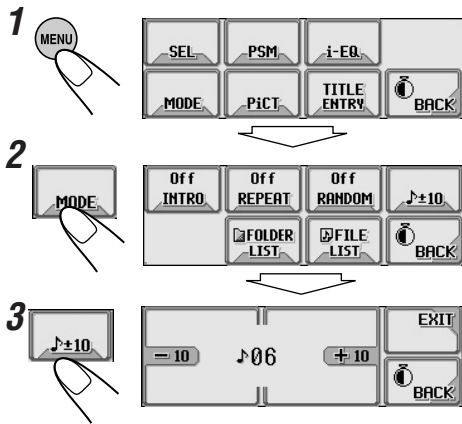 1
MENU
SEL PSM i-EQ
MODE PiCT TITLE ENTRY BACK
2
MODE
Off INTRO Off REPEAT Off RANDOM ♪±10
FOLDER LIST FILE LIST BACK
3
♪±10
EXIT
– 10 ♪06 + 10
BACK